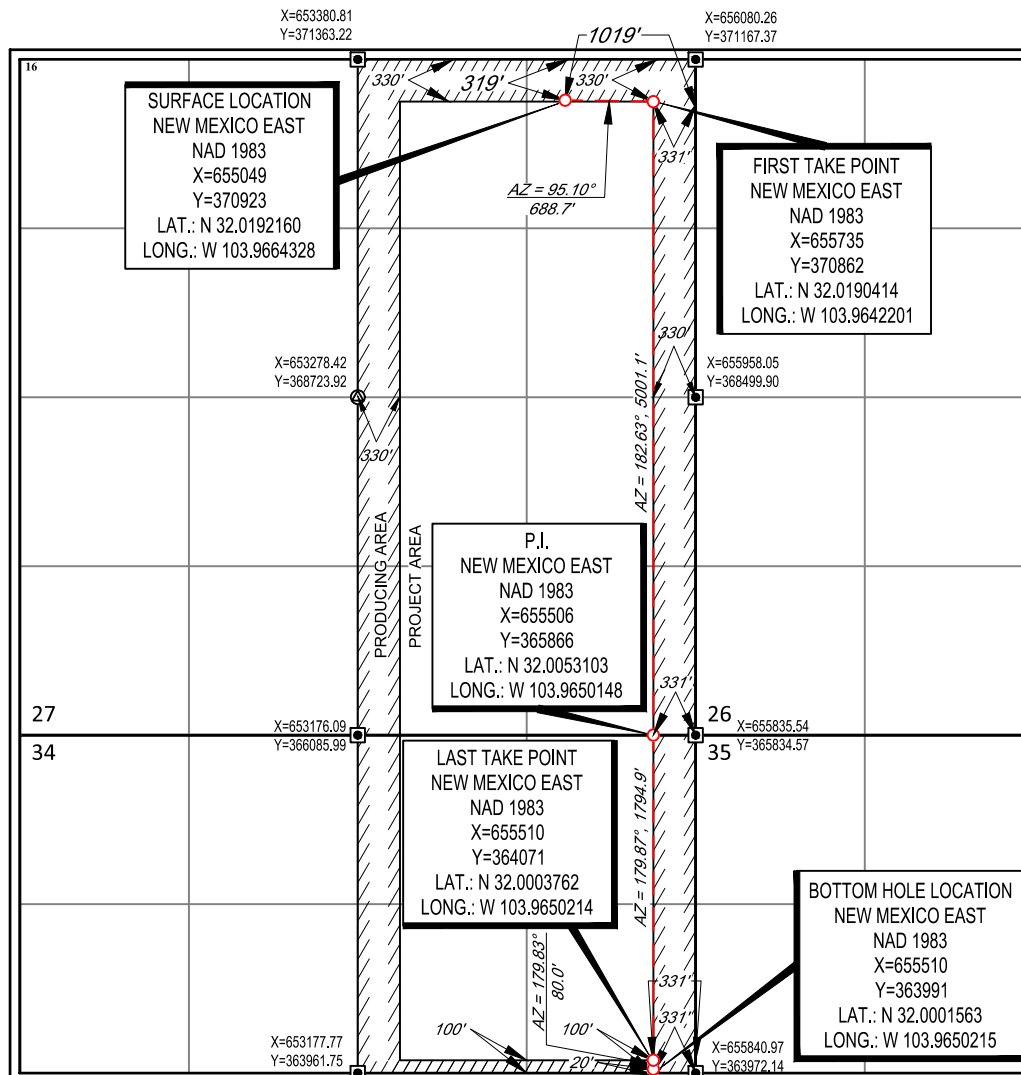 X=653380.81
Y=371363.22
X=656080.26
Y=371167.37
1019'
16
330'
319'
330'
SURFACE LOCATION
NEW MEXICO EAST
NAD 1983
X=655049
Y=370923
LAT.: N 32.0192160
LONG.: W 103.9664328
331'
FIRST TAKE POINT
NEW MEXICO EAST
NAD 1983
X=655735
Y=370862
LAT.: N 32.0190414
LONG.: W 103.9642201
AZ = 95.10°
688.7'
330'
X=653278.42
Y=368723.92
X=655958.05
Y=368499.90
330'
AZ = 182.63°, 5001.1'
PRODUCING AREA
PROJECT AREA
P.I.
NEW MEXICO EAST
NAD 1983
X=655506
Y=365866
LAT.: N 32.0053103
LONG.: W 103.9650148
331'
27
26
X=653176.09
Y=366085.99
X=655835.54
Y=365834.57
34
35
LAST TAKE POINT
NEW MEXICO EAST
NAD 1983
X=655510
Y=364071
LAT.: N 32.0003762
LONG.: W 103.9650214
AZ = 179.87°, 1794.9'
BOTTOM HOLE LOCATION
NEW MEXICO EAST
NAD 1983
X=655510
Y=363991
LAT.: N 32.0001563
LONG.: W 103.9650215
AZ = 179.83°
80.0'
331'
331'
100'
100'
20'
X=653177.77
Y=363961.75
X=655840.97
Y=363972.14